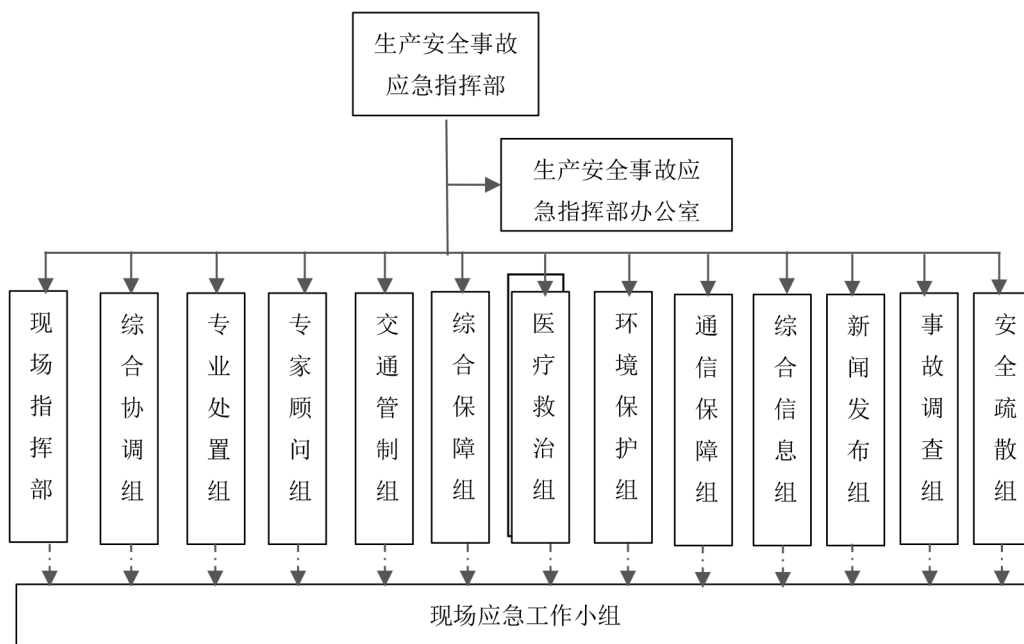 生产安全事故
应急指挥部
生产安全事故应
急指挥部办公室
现场指挥部
综合协调组
专业处置组
专家顾问组
交通管制组
综合保障组
医疗救治组
环境保护组
通信保障组
综合信息组
新闻发布组
事故调查组
安全疏散组
现场应急工作小组